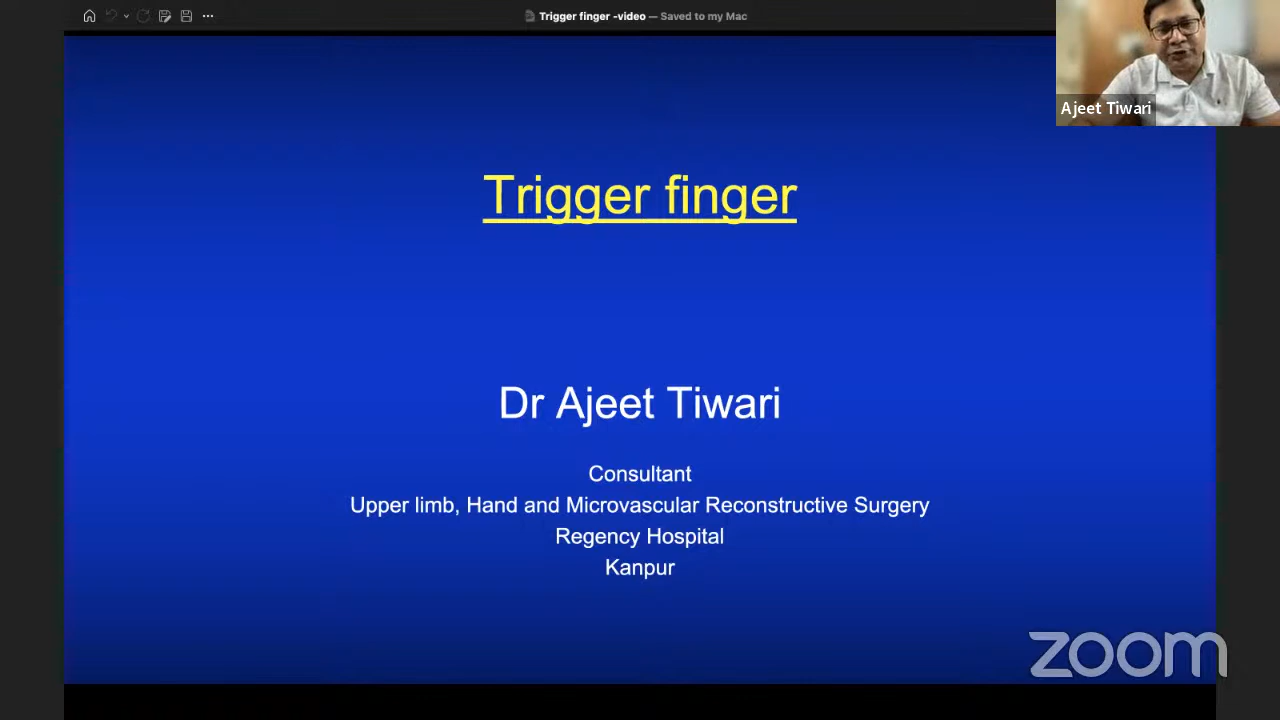 Trigger finger -video — Saved to my Mac
Ajeet Tiwari
Trigger finger
Dr Ajeet Tiwari
Consultant
Upper limb, Hand and Microvascular Reconstructive Surgery
Regency Hospital
Kanpur
zoom